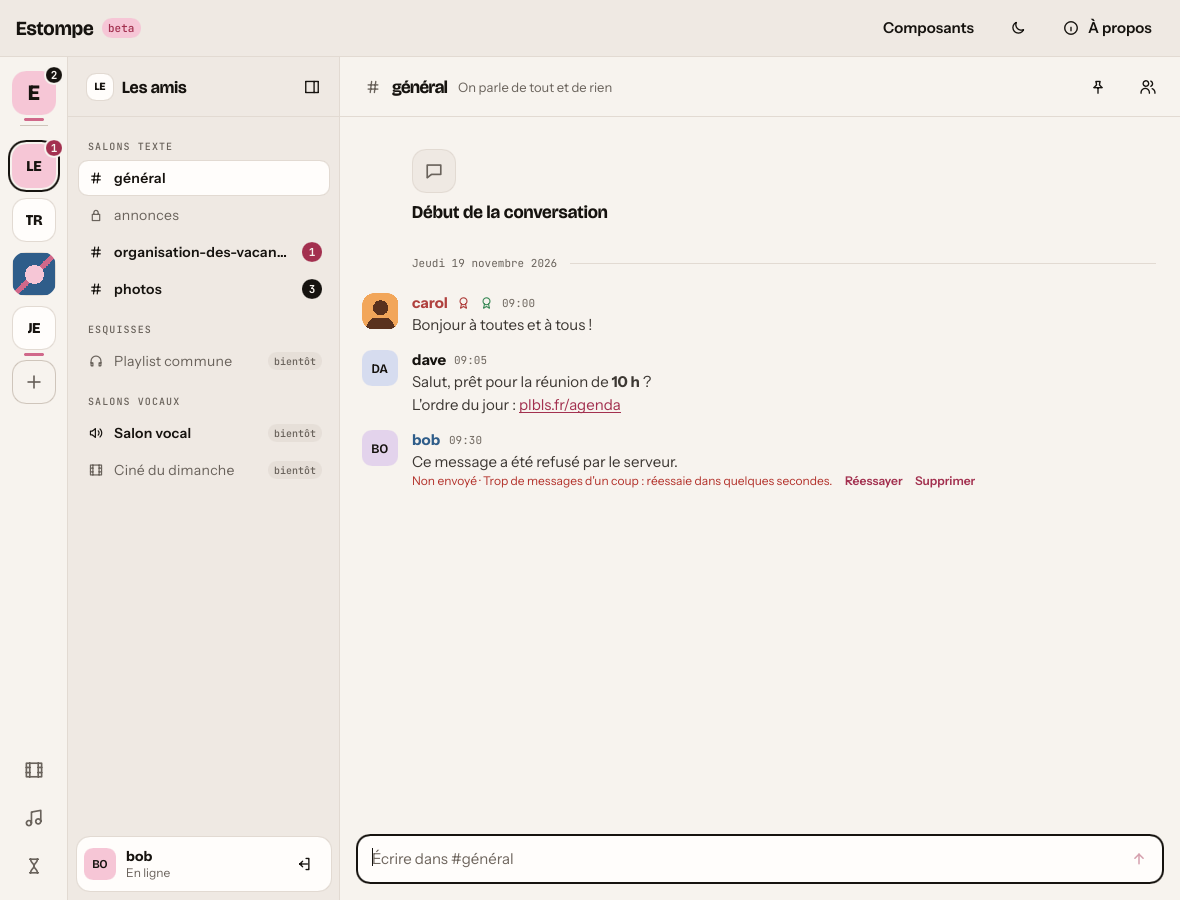 Estompe beta
Composants
À propos
E 2
LE 1
TR
JE
LE Les amis
SALONS TEXTE
général
annonces
organisation-des-vacan... 1
photos 3
ESQUISSES
Playlist commune bientôt
SALONS VOCAUX
Salon vocal bientôt
Ciné du dimanche bientôt
BO bob
En ligne
# général On parle de tout et de rien
Début de la conversation
Jeudi 19 novembre 2026
carol 09:00
Bonjour à toutes et à tous !
DA dave 09:05
Salut, prêt pour la réunion de 10 h ?
L'ordre du jour : plbls.fr/agenda
BO bob 09:30
Ce message a été refusé par le serveur.
Non envoyé · Trop de messages d'un coup : réessaie dans quelques secondes. Réessayer Supprimer
Écrire dans #général